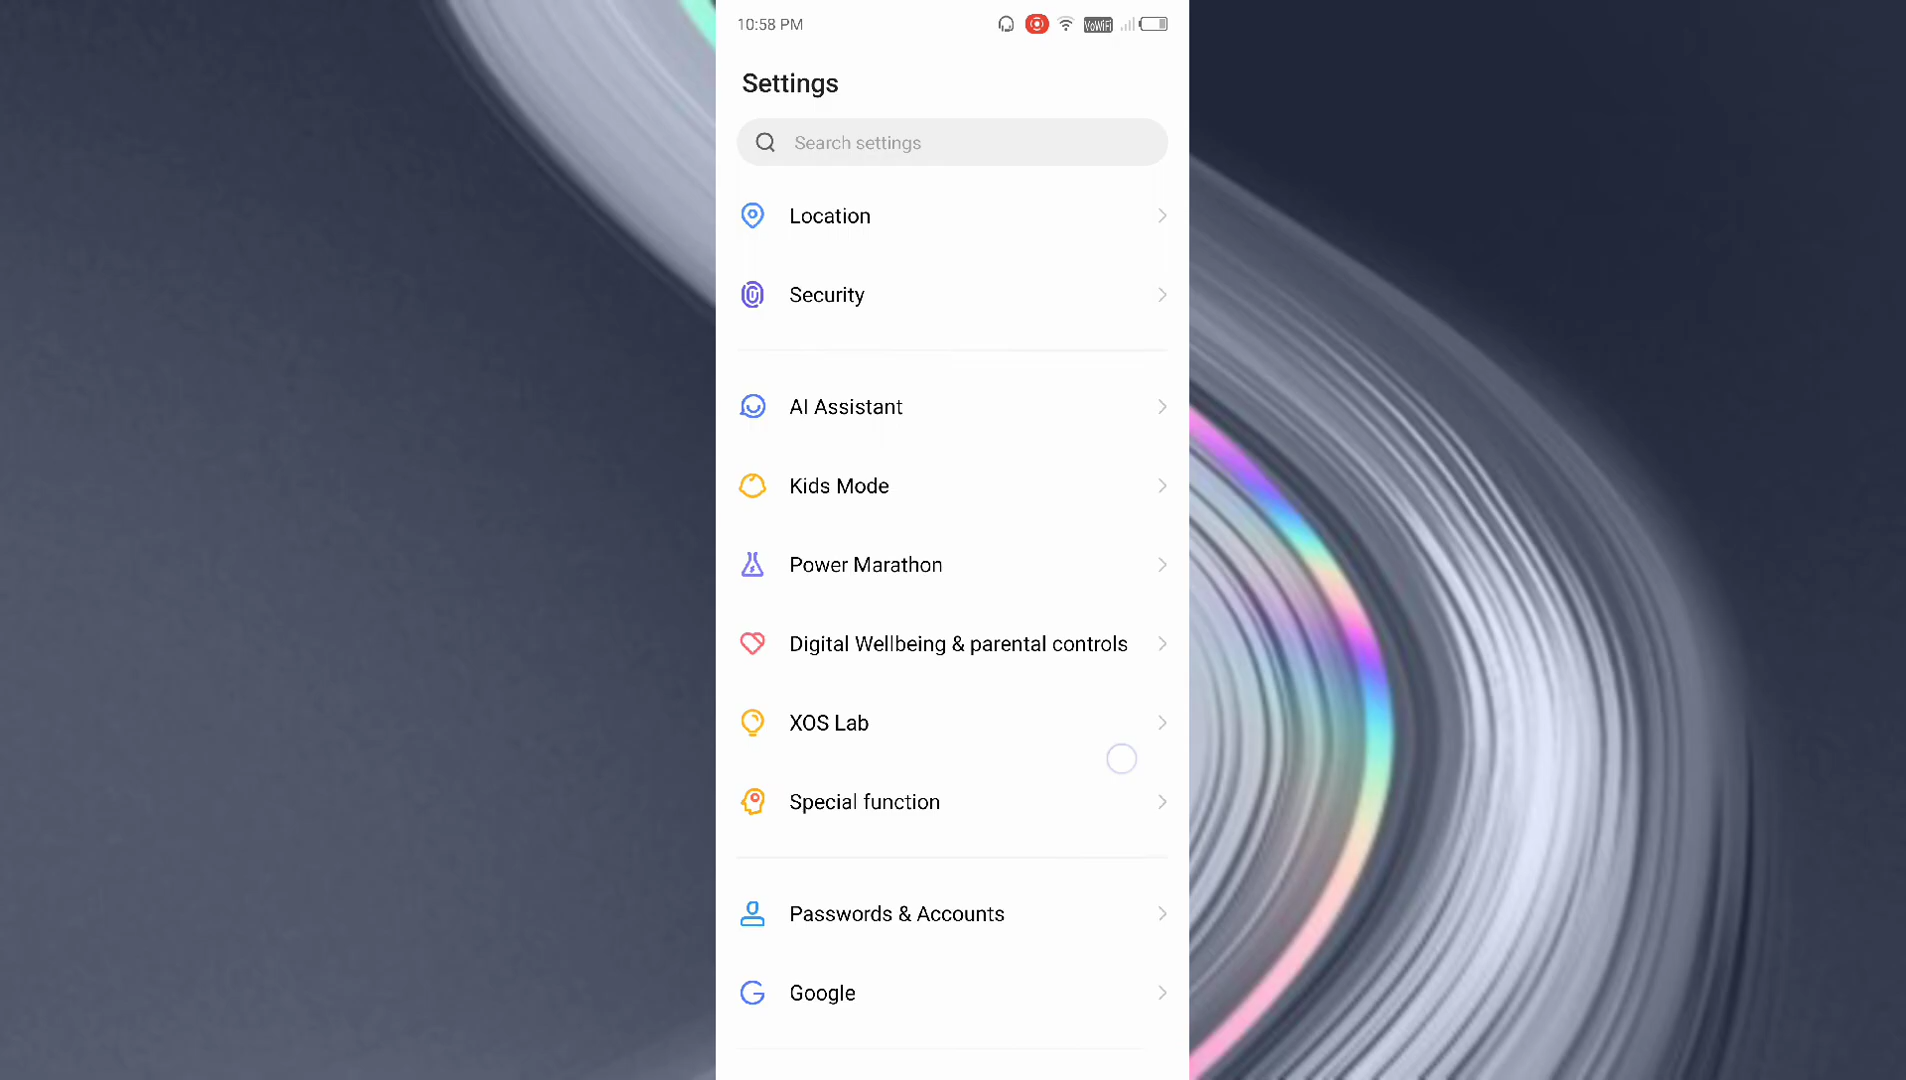 10:58 PM
VoWiFi
Settings
Search settings
Location
Security
AI Assistant
Kids Mode
Power Marathon
Digital Wellbeing & parental controls
XOS Lab
Special function
Passwords & Accounts
Google